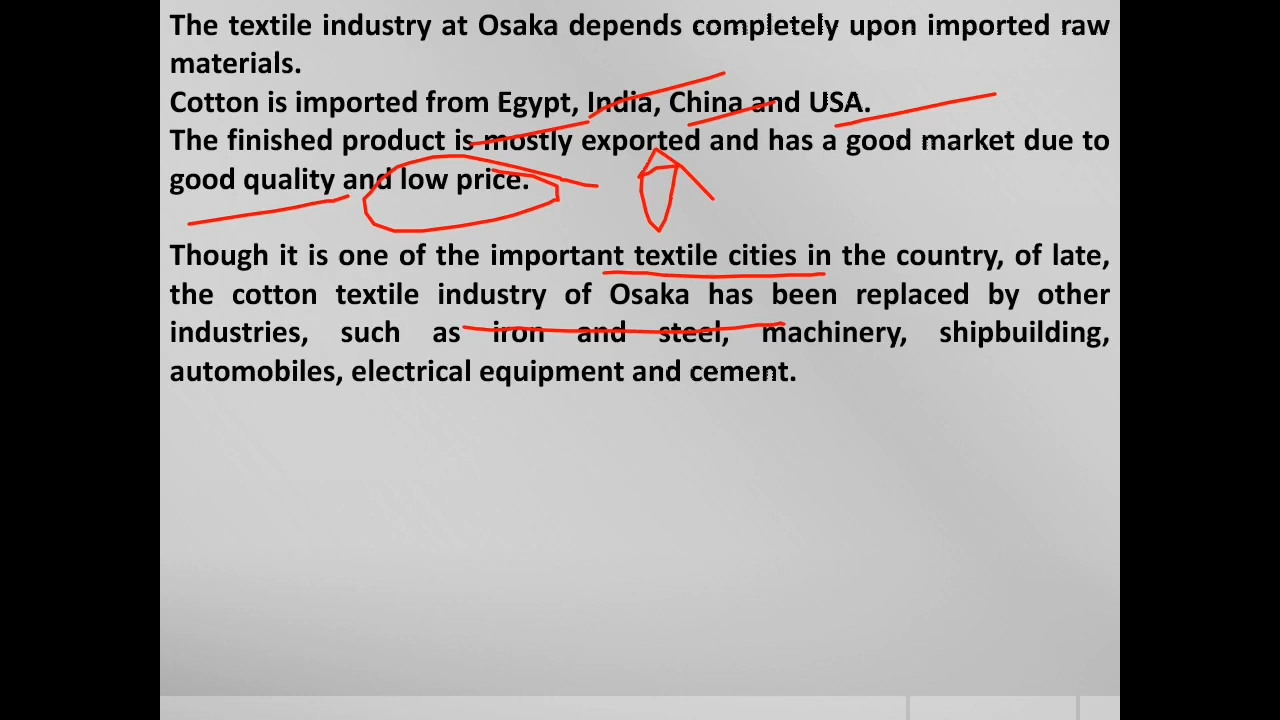 The textile industry at Osaka depends completely upon imported raw
materials.
Cotton is imported from Egypt, India, China and USA.
The finished product is mostly exported and has a good market due to
good quality and low price.
Though it is one of the important textile cities in the country, of late,
the cotton textile industry of Osaka has been replaced by other
industries, such as iron and steel, machinery, shipbuilding,
automobiles, electrical equipment and cement.